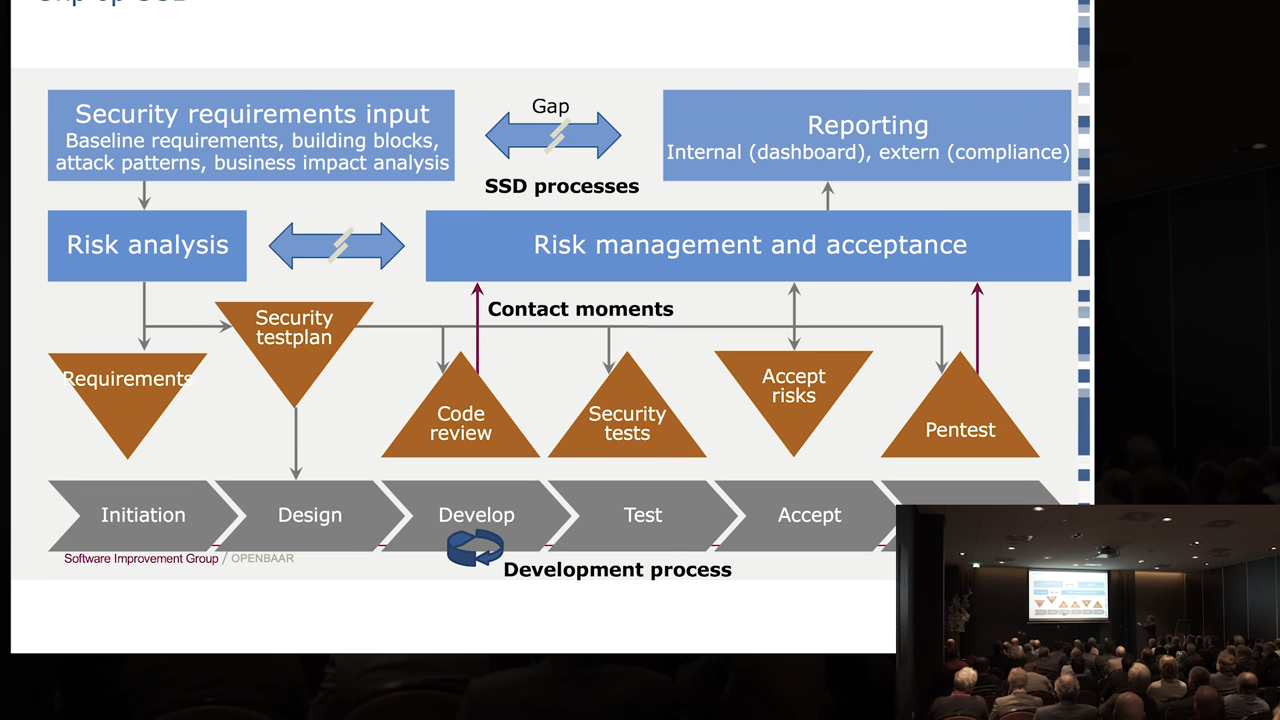 Security requirements input
Baseline requirements, building blocks,
attack patterns, business impact analysis
Gap
Reporting
Internal (dashboard), extern (compliance)
SSD processes
Risk analysis
Risk management and acceptance
Contact moments
Security
testplan
Requirements
Code
review
Security
tests
Accept
risks
Pentest
Initiation
Design
Develop
Test
Accept
Software Improvement Group / OPENBAAR
Development process